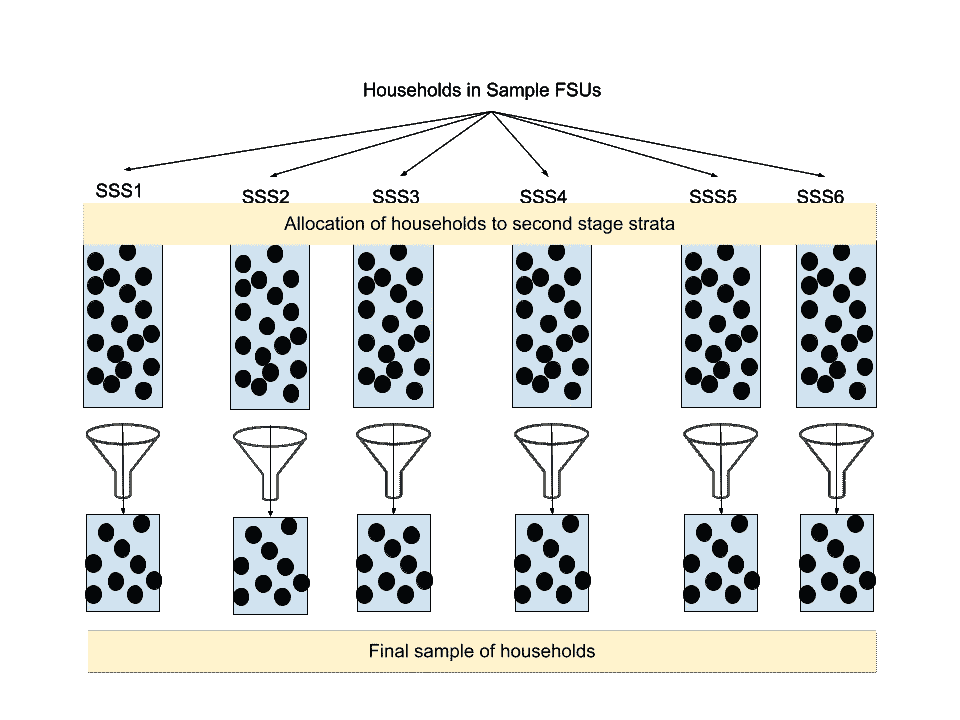 Households in Sample FSUs
SSS1
SSS2
SSS3
SSS4
SSS5
SSS6
Allocation of households to second stage strata
Final sample of households